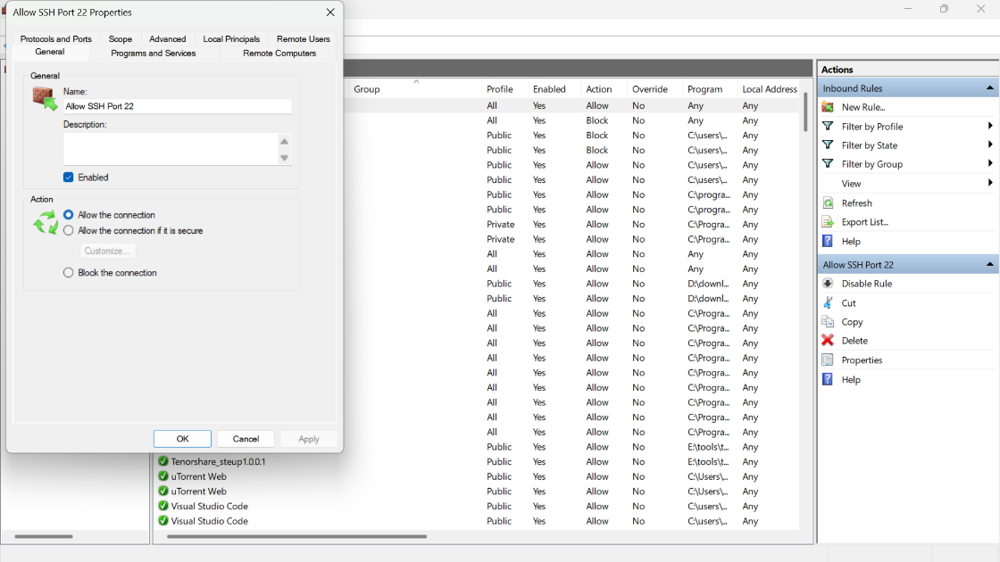 Allow SSH Port 22 Properties
Protocols and Ports Scope Advanced Local Principals Remote Users
General Programs and Services Remote Computers
General
Name:
Allow SSH Port 22
Description:
Enabled
Action
Allow the connection
Allow the connection if it is secure
Customize...
Block the connection
OK Cancel Apply
Group Profile Enabled Action Override Program Local Address
All Yes Allow No Any Any
All Yes Block No Any Any
Public Yes Block No C:\users\... Any
Public Yes Block No C:\users\... Any
Public Yes Allow No C:\users\... Any
Public Yes Allow No C:\users\... Any
Public Yes Allow No C:\progra... Any
Public Yes Allow No C:\progra... Any
Private Yes Allow No C:\Progra... Any
Private Yes Allow No C:\Progra... Any
All Yes Allow No Any Any
All Yes Allow No Any Any
Public Yes Allow No D:\downl... Any
Public Yes Allow No D:\downl... Any
All Yes Allow No C:\Progra... Any
All Yes Allow No C:\Progra... Any
All Yes Allow No C:\Progra... Any
All Yes Allow No C:\Progra... Any
All Yes Allow No C:\Progra... Any
All Yes Allow No C:\Progra... Any
All Yes Allow No C:\Progra... Any
All Yes Allow No C:\Progra... Any
All Yes Allow No C:\Progra... Any
Public Yes Allow No E:\tools\t... Any
Tenorshare_steup1.0.0.1 Public Yes Allow No E:\tools\t... Any
uTorrent Web Public Yes Allow No C:\Users\... Any
uTorrent Web Public Yes Allow No C:\Users\... Any
Visual Studio Code Public Yes Allow No C:\users\... Any
Visual Studio Code Public Yes Allow No C:\users\... Any
Actions
Inbound Rules
New Rule...
Filter by Profile
Filter by State
Filter by Group
View
Refresh
Export List...
Help
Allow SSH Port 22
Disable Rule
Cut
Copy
Delete
Properties
Help